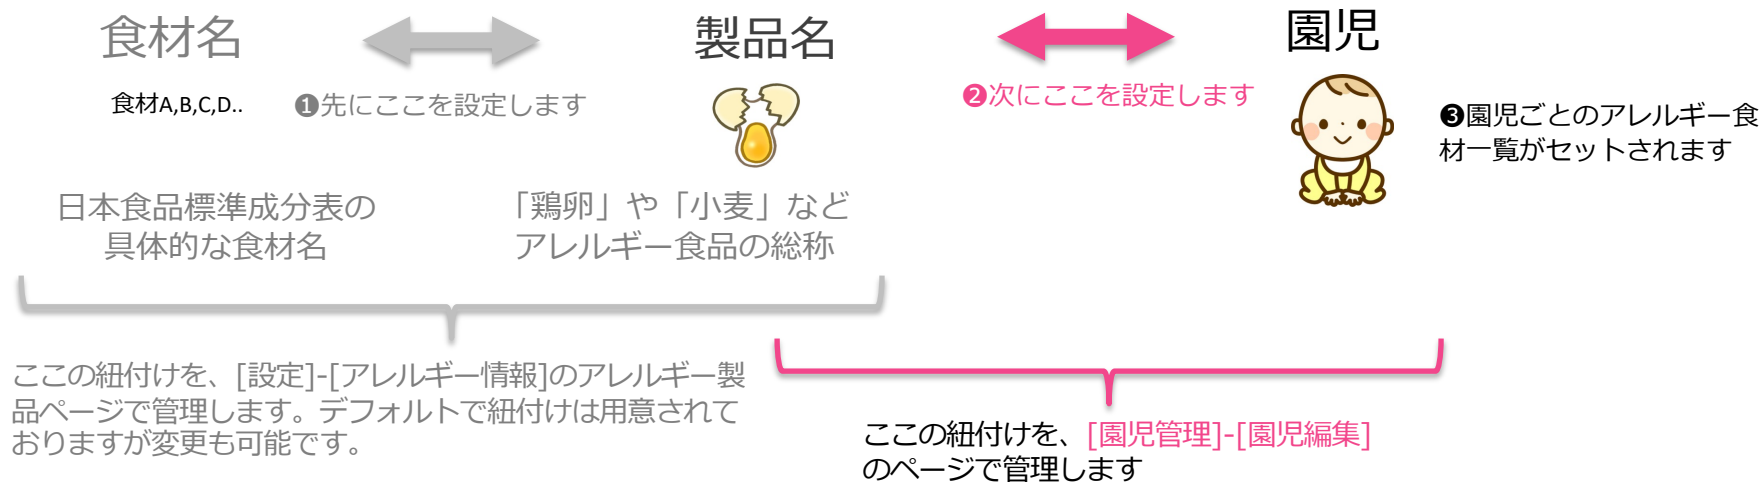 食材名
製品名
園児
食材A,B,C,D..
❶先にここを設定します
❷次にここを設定します
❸園児ごとのアレルギー食
材一覧がセットされます
日本食品標準成分表の
具体的な食材名
「鶏卵」や「小麦」など
アレルギー食品の総称
ここの紐付けを、[設定]-[アレルギー情報]のアレルギー製
品ページで管理します。デフォルトで紐付けは用意されて
おりますが変更も可能です。
ここの紐付けを、[園児管理]-[園児編集]
のページで管理します